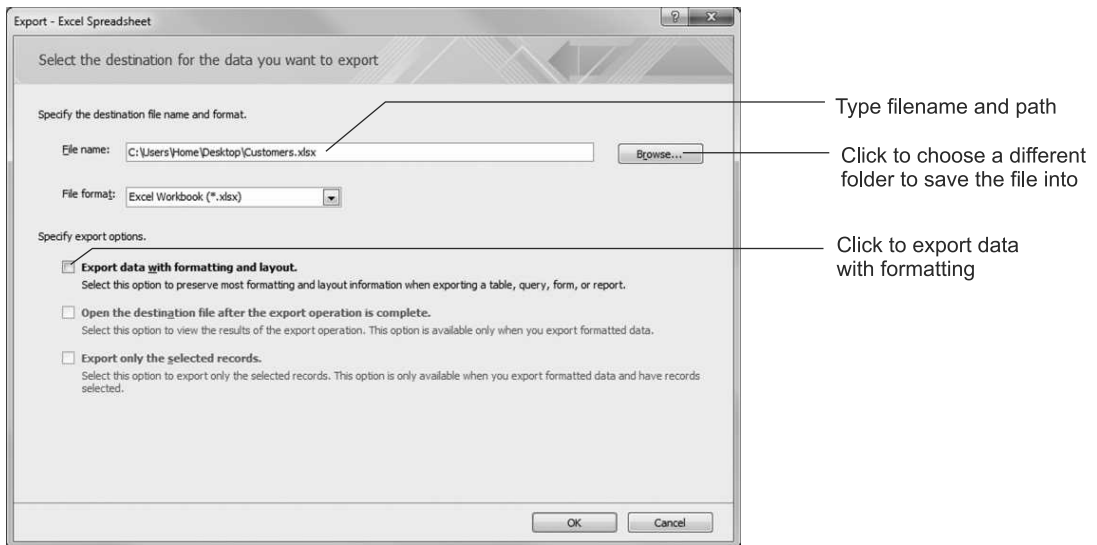 Export - Excel Spreadsheet
Select the destination for the data you want to export
Specify the destination file name and format.
Type filename and path
File name:
C:\Users\Home\Desktop\Customers.xlsx
Browse...
Click to choose a different
folder to save the file into
File format:
Excel Workbook (*.xlsx)
Specify export options.
Click to export data
with formatting
Export data with formatting and layout.
Select this option to preserve most formatting and layout information when exporting a table, query, form, or report.
Open the destination file after the export operation is complete.
Select this option to view the results of the export operation. This option is available only when you export formatted data.
Export only the selected records.
Select this option to export only the selected records. This option is only available when you export formatted data and have records
selected.
OK
Cancel